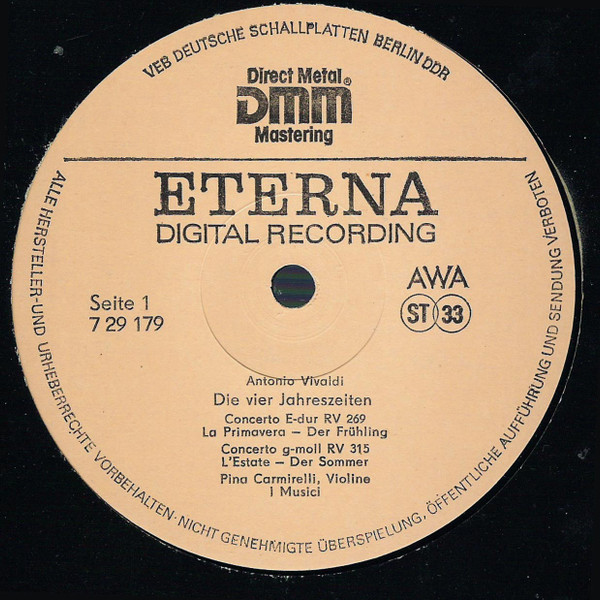 VEB DEUTSCHE SCHALLPLATTEN BERLIN DDR
Direct Metal
DMM®
Mastering
ETERNA
DIGITAL RECORDING
AWA
Seite 1
7 29 179
ST 33
Antonio Vivaldi
Die vier Jahreszeiten
Concerto E-dur RV 269
La Primavera – Der Frühling
Concerto g-moll RV 315
L'Estate – Der Sommer
Pina Carmirelli, Violine
I Musici
ALLE HERSTELLER- UND URHEBERRECHTE VORBEHALTEN · NICHT GENEHMIGTE ÜBERSPIELUNG, ÖFFENTLICHE AUFFÜHRUNG UND SENDUNG VERBOTEN